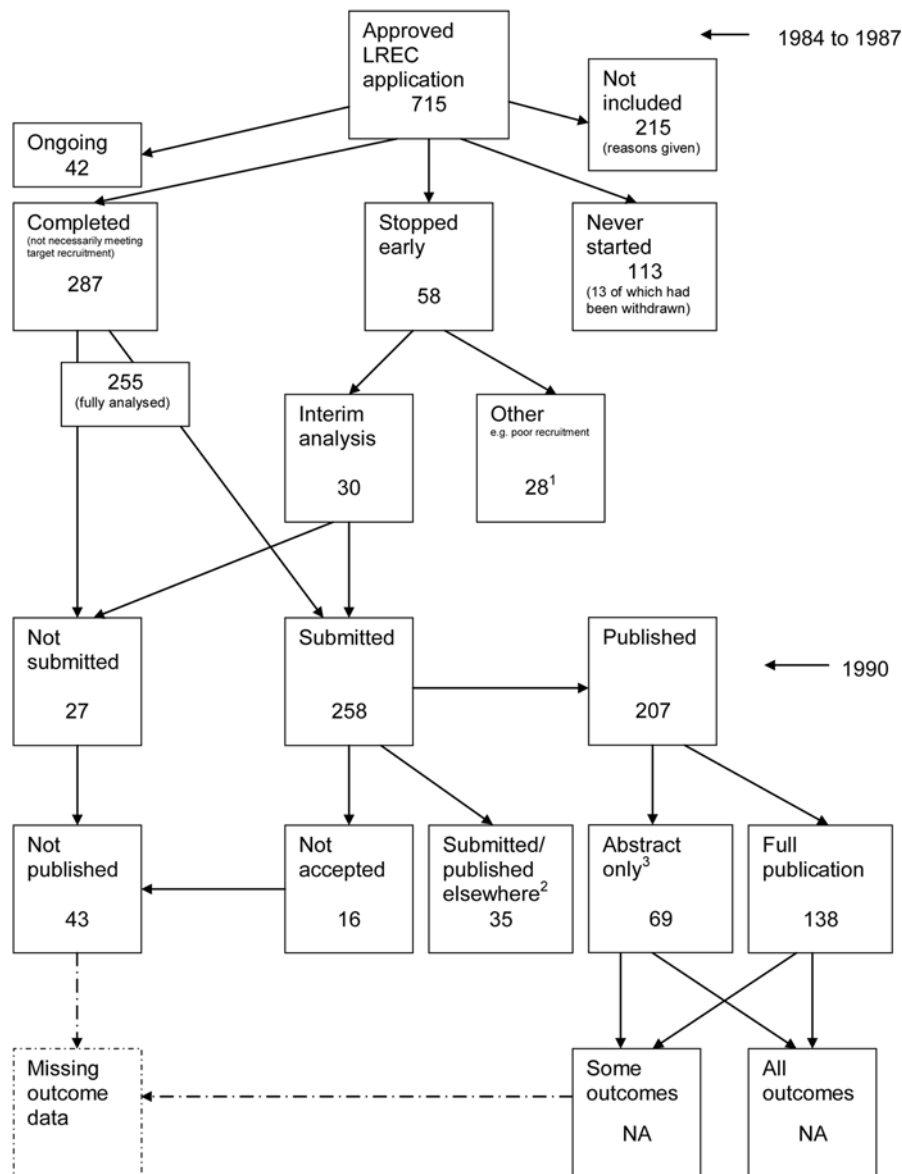 Approved
LREC
application
715
1984 to 1987
Not
included
215
(reasons given)
Ongoing
42
Completed
(not necessarily meeting
target recruitment)
287
Stopped
early
58
Never
started
113
(13 of which had
been withdrawn)
255
(fully analysed)
Interim
analysis
30
Other
e.g. poor recruitment
28¹
Not
submitted
27
Submitted
258
Published
207
1990
Not
published
43
Not
accepted
16
Submitted/
published
elsewhere²
35
Abstract
only³
69
Full
publication
138
Missing
outcome
data
Some
outcomes
NA
All
outcomes
NA